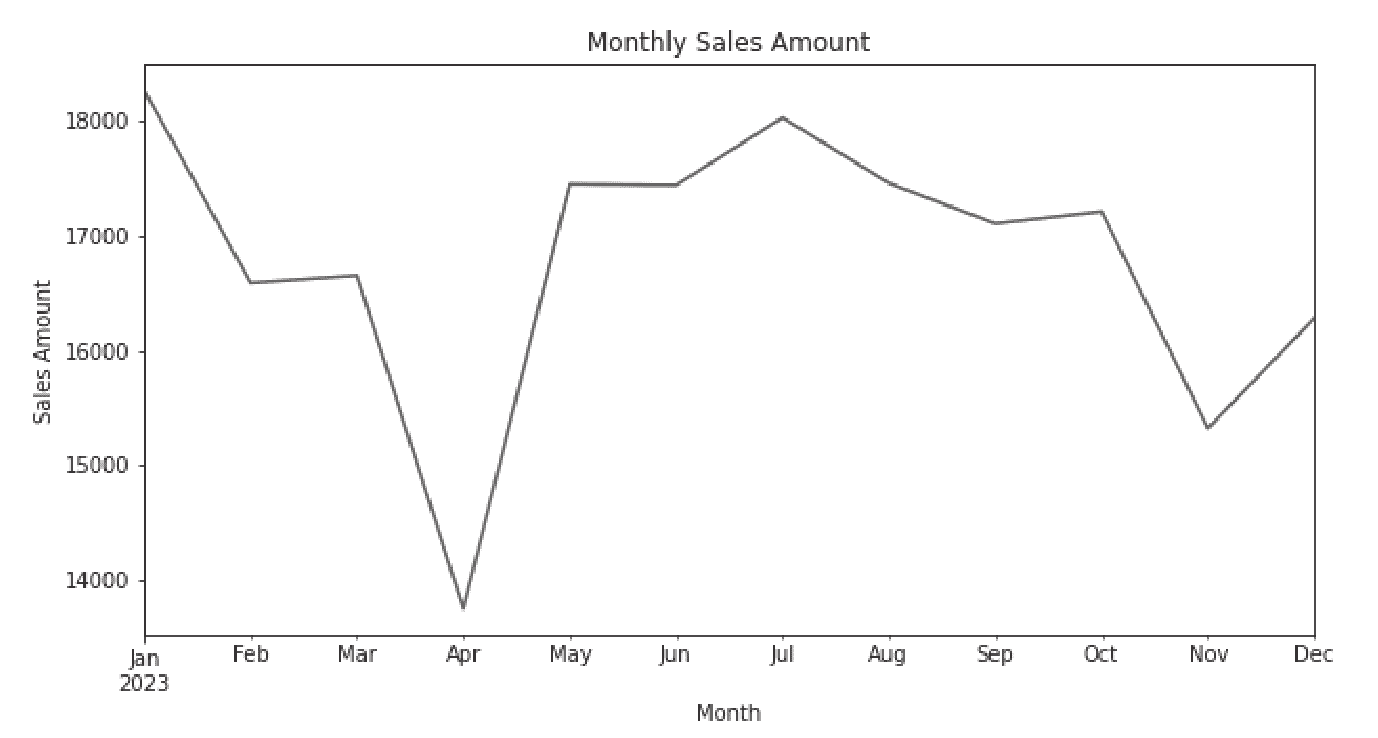 Monthly Sales Amount
18000
17000
16000
15000
14000
Sales Amount
Jan Feb Mar Apr May Jun Jul Aug Sep Oct Nov Dec
2023
Month